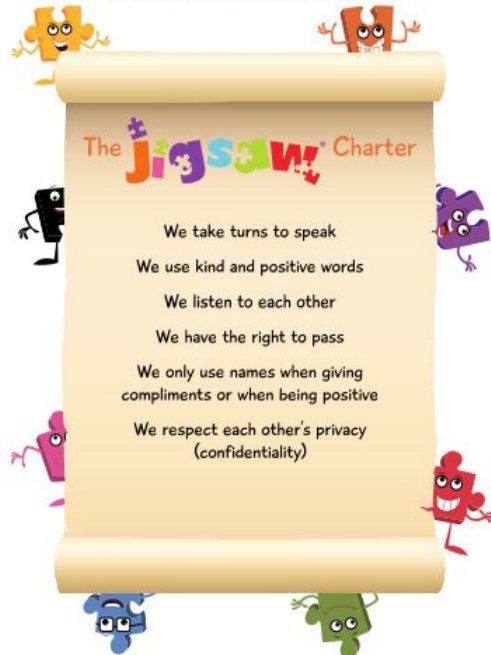 The jigsaw® Charter
We take turns to speak
We use kind and positive words
We listen to each other
We have the right to pass
We only use names when giving
compliments or when being positive
We respect each other's privacy
(confidentiality)